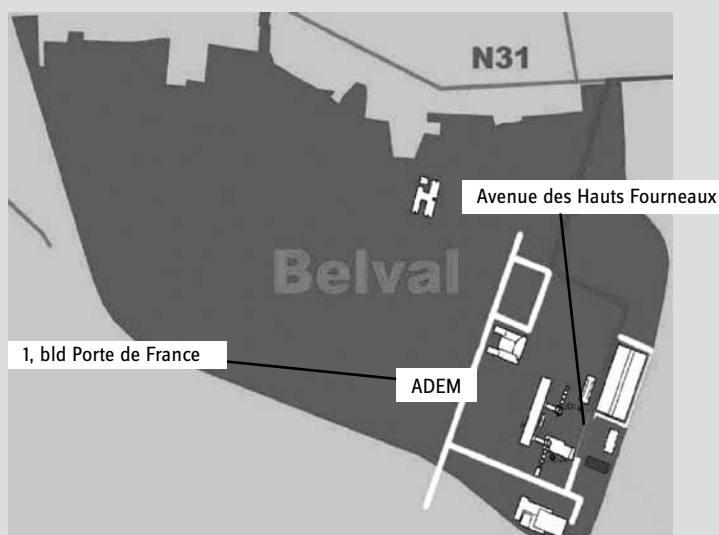 N31
Avenue des Hauts Fourneaux
Belval
1, bld Porte de France
ADEM